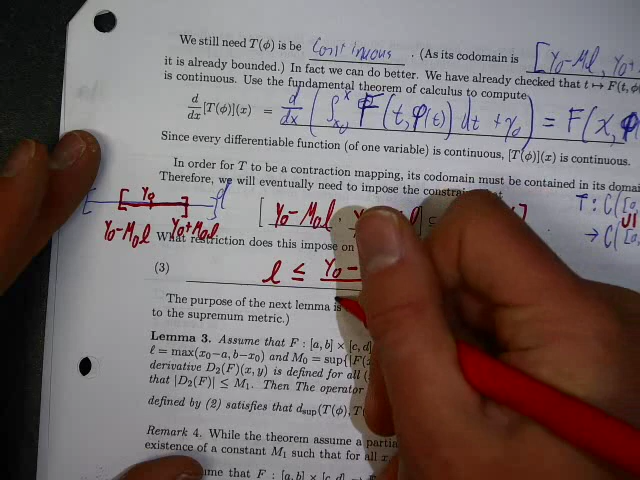 We still need T(ϕ) is be continuous . (As its codomain is [Y₀-Mℓ, Y₀+
it is already bounded.) In fact we can do better. We have already checked that t ↦ F(t, ϕ
is continuous. Use the fundamental theorem of calculus to compute
d/dx [T(ϕ)](x) = d/dx ( ∫_{x₀}^{x} F(t, φ(t)) dt + y₀ ) = F(x, φ
Since every differentiable function (of one variable) is continuous, [T(ϕ)](x) is continuous.
In order for T to be a contraction mapping, its codomain must be contained in its doma
Therefore, we will eventually need to impose the constraint
[ Y₀ d
Y₀-M₀ℓ Y₀+M₀ℓ
[ Y₀-M₀ℓ, ℓ] ]
T : C([a,
→ C([a,
What restriction does this impose on
(3) ℓ ≤ Y₀-
The purpose of the next lemma is
to the supremum metric.)
Lemma 3. Assume that F : [a, b] × [c, d]
ℓ = max(x₀-a, b-x₀) and M₀ = sup{|F(
derivative D₂(F)(x, y) is defined for all (
that |D₂(F)| ≤ M₁. Then The operator
defined by (2) satisfies that d_sup(T(ϕ), T(
Remark 4. While the theorem assume a partia
existence of a constant M₁ such that for all x,
ume that F : [a, b] × [c, d]